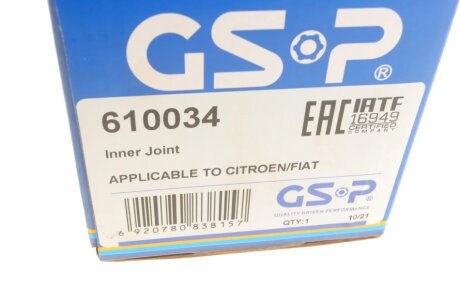 GSP®
610034
Inner Joint
APPLICABLE TO CITROEN/FIAT
EAC
IATF
16949
CERTIFIED
COMPANY
6 920780 838157
GSP
QUALITY DRIVEN PERFORMANCE
QTY:1 10/21